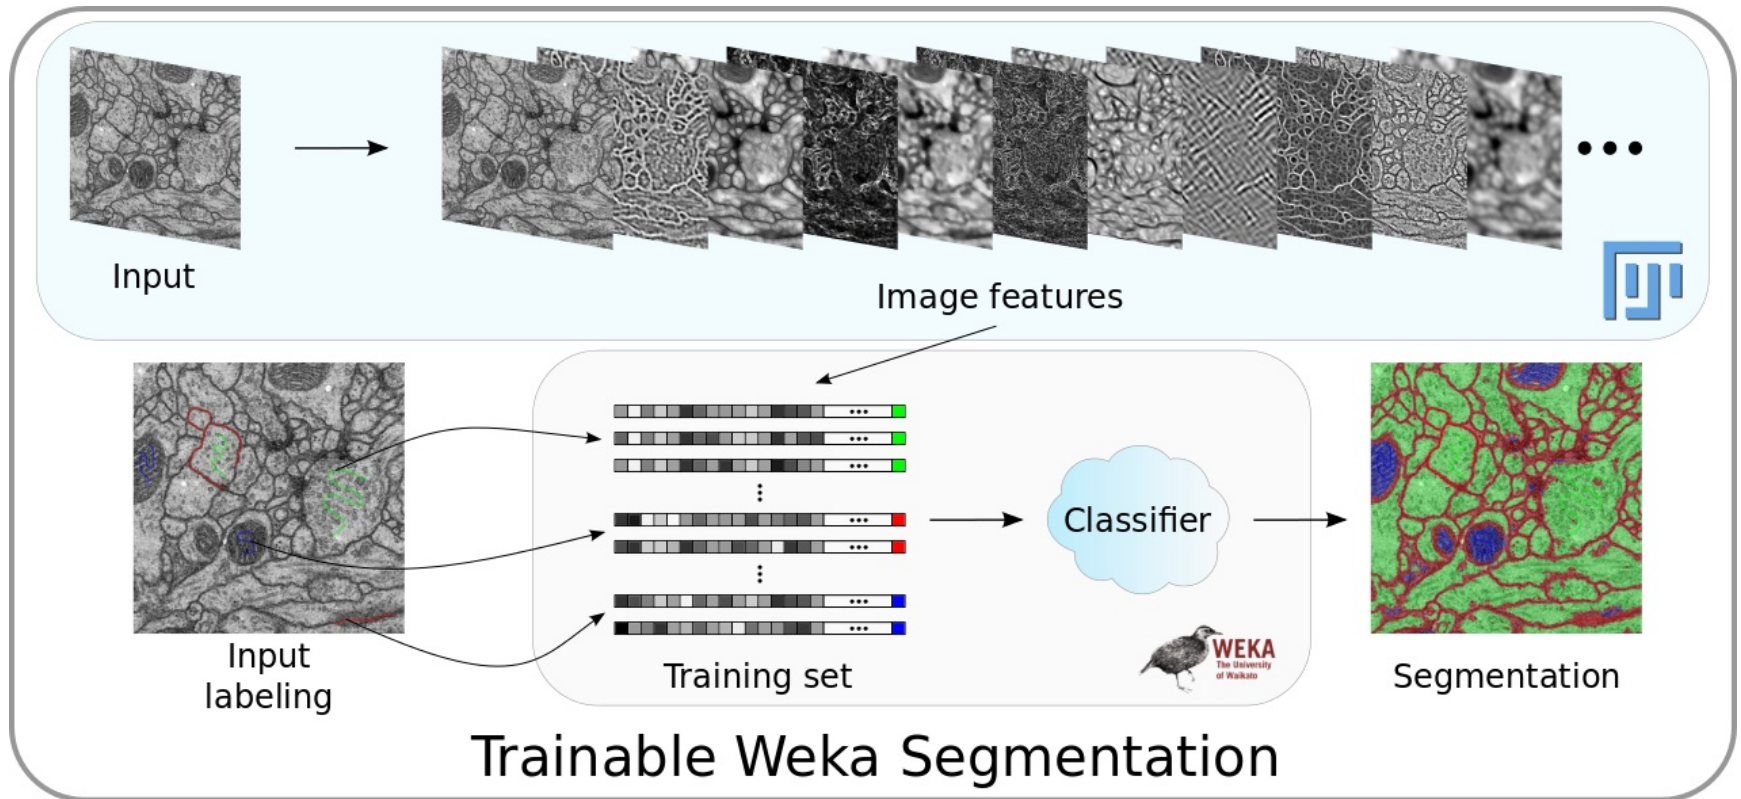 Input
Image features
Input
labeling
Training set
Classifier
WEKA
The University
of Waikato
Segmentation
Trainable Weka Segmentation